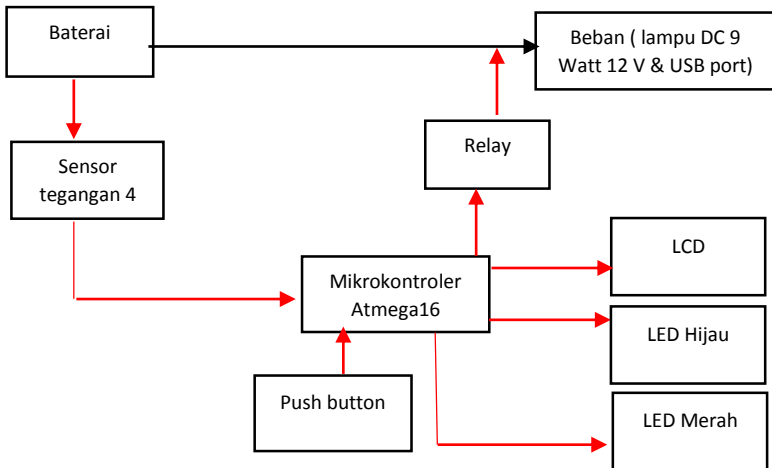 Baterai
Beban ( lampu DC 9
Watt 12 V & USB port)
Relay
Sensor
tegangan 4
LCD
Mikrokontroler
Atmega16
LED Hijau
Push button
LED Merah